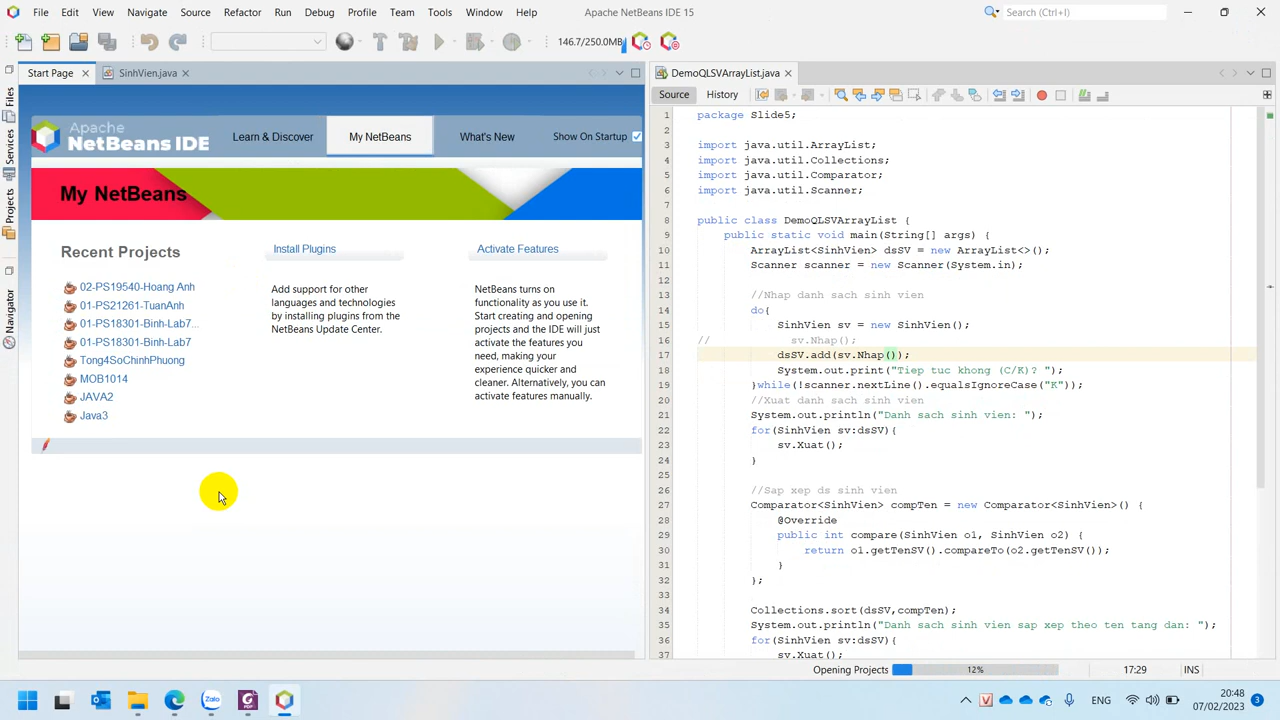 File Edit View Navigate Source Refactor Run Debug Profile Team Tools Window Help
Apache NetBeans IDE 15
Search (Ctrl+I)
146.7/250.0MB
Start Page
SinhVien.java
DemoQLSVArrayList.java
Source
History
Files
Services
Projects
Navigator
Apache
NetBeans IDE
Learn & Discover
My NetBeans
What's New
Show On Startup
My NetBeans
Recent Projects
02-PS19540-Hoang Anh
01-PS21261-TuanAnh
01-PS18301-Binh-Lab7...
01-PS18301-Binh-Lab7
Tong4SoChinhPhuong
MOB1014
JAVA2
Java3
Install Plugins
Add support for other
languages and technologies
by installing plugins from the
NetBeans Update Center.
Activate Features
NetBeans turns on
functionality as you use it.
Start creating and opening
projects and the IDE will just
activate the features you
need, making your
experience quicker and
cleaner. Alternatively, you can
activate features manually.
1 package Slide5;
2
3 import java.util.ArrayList;
4 import java.util.Collections;
5 import java.util.Comparator;
6 import java.util.Scanner;
7
8 public class DemoQLSVArrayList {
9 public static void main(String[] args) {
10 ArrayList<SinhVien> dsSV = new ArrayList<>();
11 Scanner scanner = new Scanner(System.in);
12
13 //Nhap danh sach sinh vien
14 do{
15 SinhVien sv = new SinhVien();
16 // sv.Nhap();
17 dsSV.add(sv.Nhap());
18 System.out.print("Tiep tuc khong (C/K)? ");
19 }while(!scanner.nextLine().equalsIgnoreCase("K"));
20 //Xuat danh sach sinh vien
21 System.out.println("Danh sach sinh vien: ");
22 for(SinhVien sv:dsSV){
23 sv.Xuat();
24 }
25
26 //Sap xep ds sinh vien
27 Comparator<SinhVien> compTen = new Comparator<SinhVien>() {
28 @Override
29 public int compare(SinhVien o1, SinhVien o2) {
30 return o1.getTenSV().compareTo(o2.getTenSV());
31 }
32 };
33
34 Collections.sort(dsSV,compTen);
35 System.out.println("Danh sach sinh vien sap xep theo ten tang dan: ");
36 for(SinhVien sv:dsSV){
37 sv.Xuat();
Opening Projects
12%
17:29
INS
Zalo
ENG
20:48
07/02/2023
3